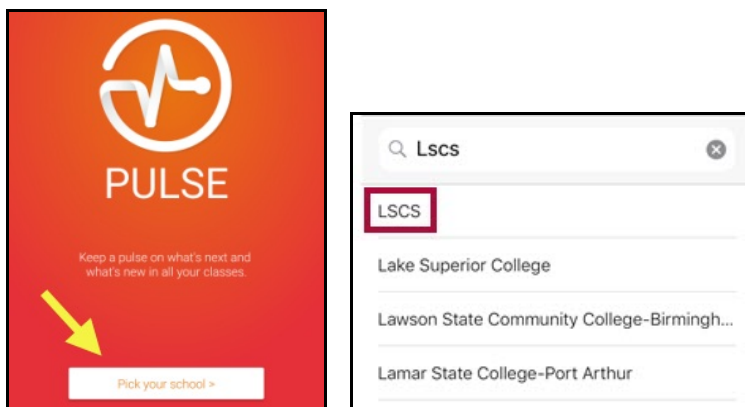 PULSE
Keep a pulse on what's next and
what's new in all your classes.
Pick your school >
Lscs
LSCS
Lake Superior College
Lawson State Community College-Birmingh...
Lamar State College-Port Arthur